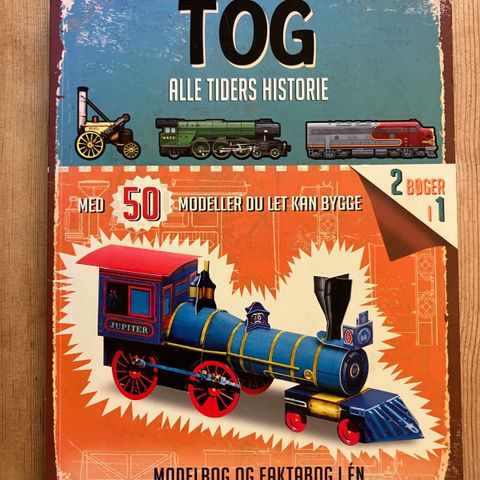 TOG
ALLE TIDERS HISTORIE
4472
2 BØGER
I 1
MED 50 MODELLER DU LET KAN BYGGE
JUPITER
MODELBOG OG FAKTABOG I ÉN